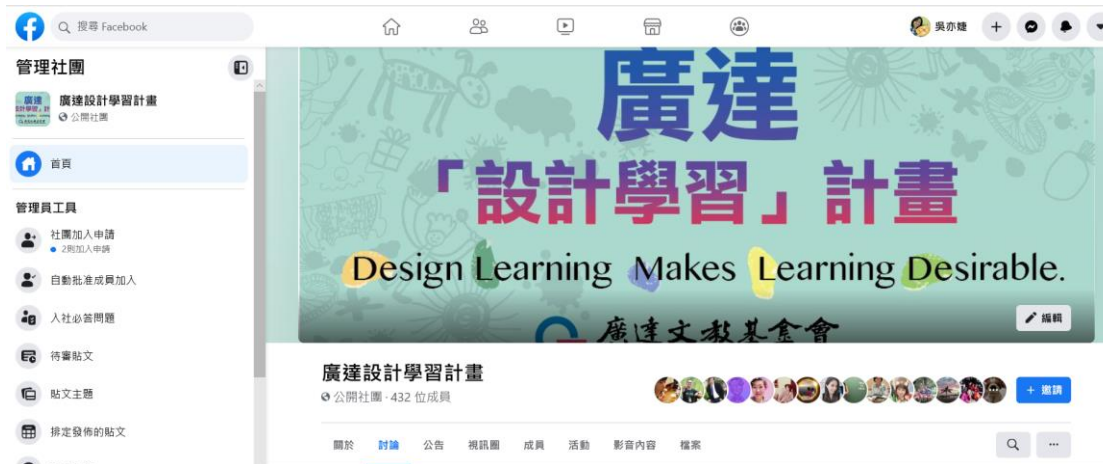 搜尋 Facebook
吳亦婕
管理社團
廣達設計學習計畫
公開社團
首頁
管理員工具
社團加入申請
2則加入申請
自動批准成員加入
入社必答問題
待審貼文
貼文主題
排定發佈的貼文
廣達
「設計學習」計畫
Design Learning Makes Learning Desirable.
廣達文教基金會
編輯
廣達設計學習計畫
公開社團 · 432 位成員
+ 邀請
關於 討論 公告 視訊圈 成員 活動 影音內容 檔案